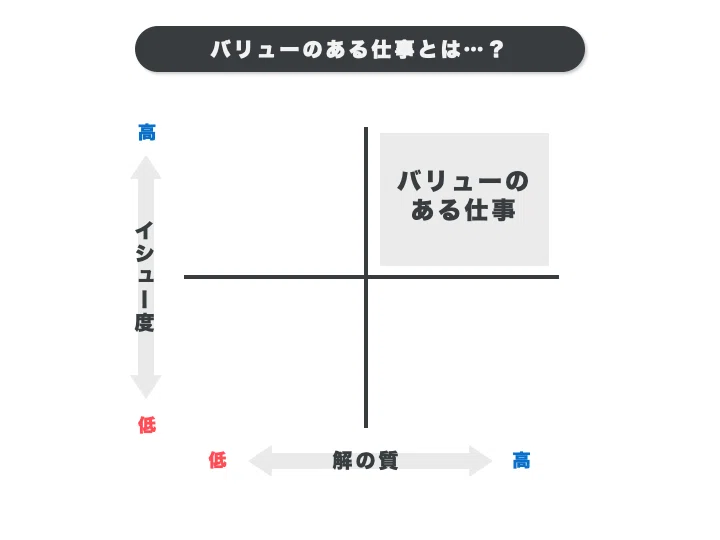 バリューのある仕事とは…？
高
バリューの
ある仕事
イシュー度
低
低
解の質
高